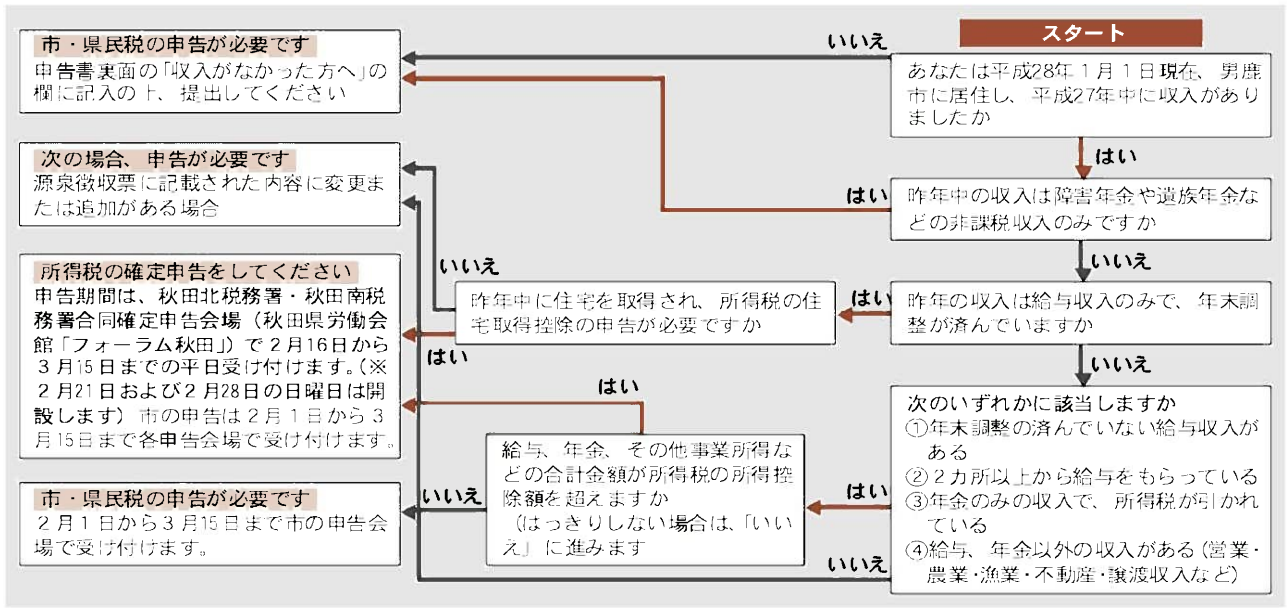 スタート
あなたは平成28年1月1日現在、男鹿
市に居住し、平成27年中に収入があり
ましたか
いいえ
はい
市・県民税の申告が必要です
申告書裏面の「収入がなかった方へ」の
欄に記入の上、提出してください
昨年中の収入は障害年金や遺族年金な
どの非課税収入のみですか
はい
いいえ
次の場合、申告が必要です
源泉徴収票に記載された内容に変更ま
たは追加がある場合
昨年の収入は給与収入のみで、年末調
整が済んでいますか
はい
いいえ
昨年中に住宅を取得され、所得税の住
宅取得控除の申告が必要ですか
いいえ
はい
所得税の確定申告をしてください
申告期間は、秋田北税務署・秋田南税
務署合同確定申告会場(秋田県労働会
館「フォーラム秋田」)で2月16日から
3月15日までの平日受け付けます。(※
2月21日および2月28日の日曜日は開
設します)市の申告は2月1日から3
月15日まで各申告会場で受け付けます。
次のいずれかに該当しますか
①年末調整の済んでいない給与収入が
ある
②2カ所以上から給与をもらっている
③年金のみの収入で、所得税が引かれ
ている
④給与、年金以外の収入がある(営業・
農業・漁業・不動産・譲渡収入など)
はい
いいえ
給与、年金、その他事業所得な
どの合計金額が所得税の所得控
除額を超えますか
(はっきりしない場合は、「いい
え」に進みます
はい
いいえ
市・県民税の申告が必要です
2月1日から3月15日まで市の申告会
場で受け付けます。